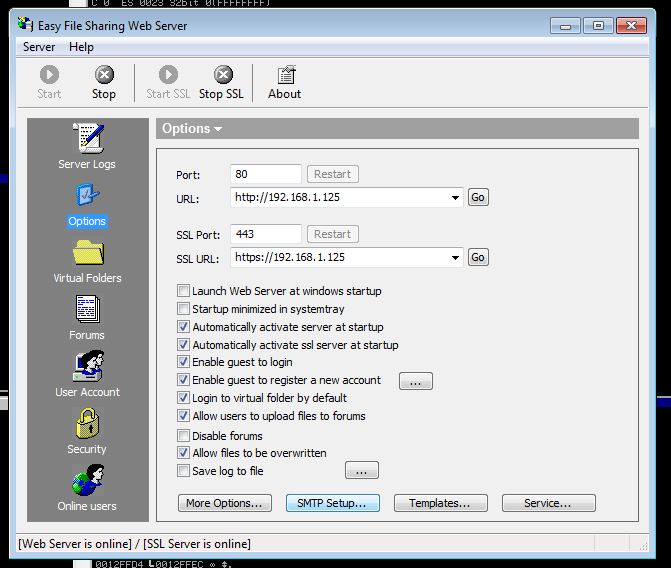 C 0 ES 0023 32bit 0(FFFFFFFF)
Easy File Sharing Web Server
Server Help
Start Stop Start SSL Stop SSL About
Server Logs
Options
Virtual Folders
Forums
User Account
Security
Online users
Options
Port: 80 Restart
URL: http://192.168.1.125 Go
SSL Port: 443 Restart
SSL URL: https://192.168.1.125 Go
Launch Web Server at windows startup
Startup minimized in systemtray
Automatically activate server at startup
Automatically activate ssl server at startup
Enable guest to login
Enable guest to register a new account ...
Login to virtual folder by default
Allow users to upload files to forums
Disable forums
Allow files to be overwritten
Save log to file ...
More Options... SMTP Setup... Templates... Service...
[Web Server is online] / [SSL Server is online]